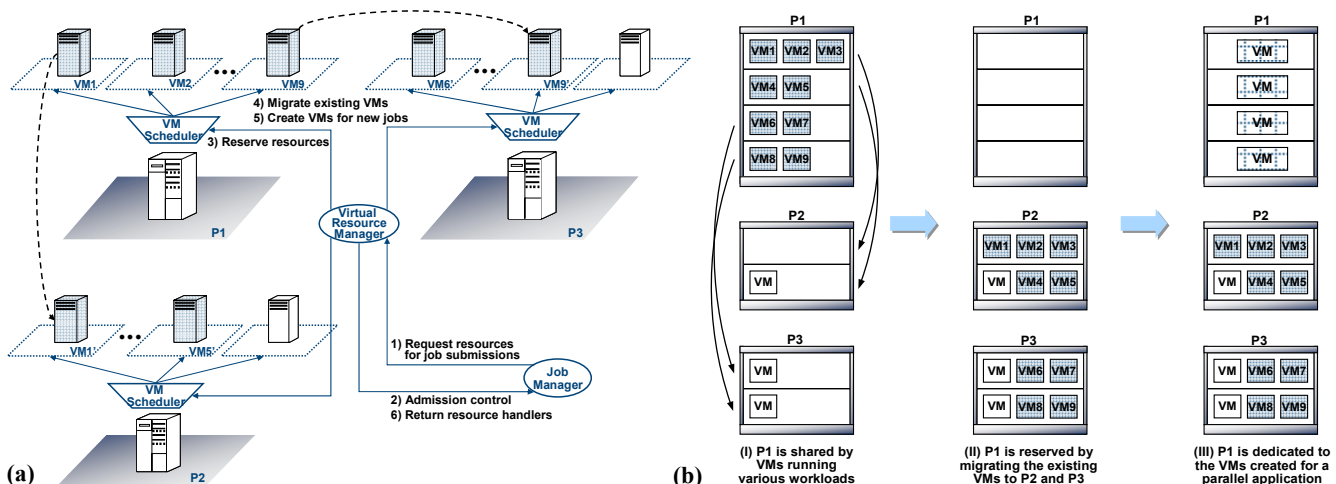 VM1
VM2
VM9
VM6'
VM9'
4) Migrate existing VMs
5) Create VMs for new jobs
VM
Scheduler
VM
Scheduler
3) Reserve resources
P1
Virtual
Resource
Manager
P3
VM1'
VM5'
1) Request resources
for job submissions
Job
Manager
VM
Scheduler
2) Admission control
6) Return resource handlers
P2
(a)
P1
VM1 VM2 VM3
VM4 VM5
VM6 VM7
VM8 VM9
P2
VM
P3
VM
VM
(I) P1 is shared by
VMs running
various workloads
P1
P2
VM1 VM2 VM3
VM VM4 VM5
P3
VM VM6 VM7
VM VM8 VM9
(II) P1 is reserved by
migrating the existing
VMs to P2 and P3
P1
VM
VM
VM
VM
P2
VM1 VM2 VM3
VM VM4 VM5
P3
VM VM6 VM7
VM VM8 VM9
(III) P1 is dedicated to
the VMs created for a
parallel application
(b)